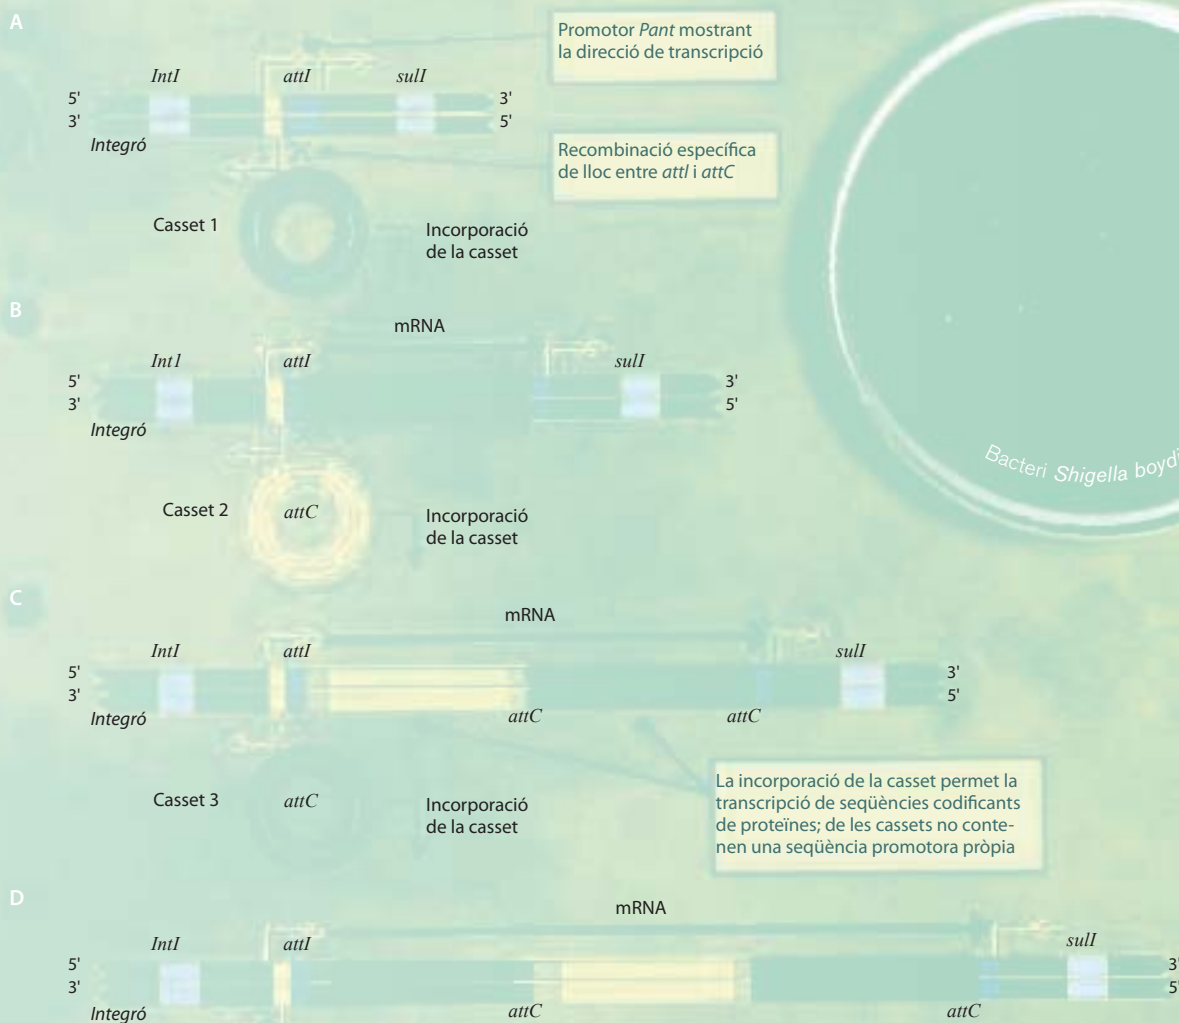 A
Promotor Pant mostrant
la direcció de transcripció
IntI attI sulI
5' 3'
3' 5'
Integró
Recombinació específica
de lloc entre attI i attC
Casset 1
Incorporació
de la casset
B
mRNA
Int1 attI sulI
5' 3'
3' 5'
Integró
Bacteri Shigella boydi
Casset 2 attC
Incorporació
de la casset
C
mRNA
IntI attI sulI
5' 3'
3' 5'
Integró
attC attC
Casset 3 attC
Incorporació
de la casset
La incorporació de la casset permet la
transcripció de seqüències codificants
de proteïnes; de les cassets no conte-
nen una seqüència promotora pròpia
D
mRNA
IntI attI sulI
5' 3'
3' 5'
Integró
attC attC